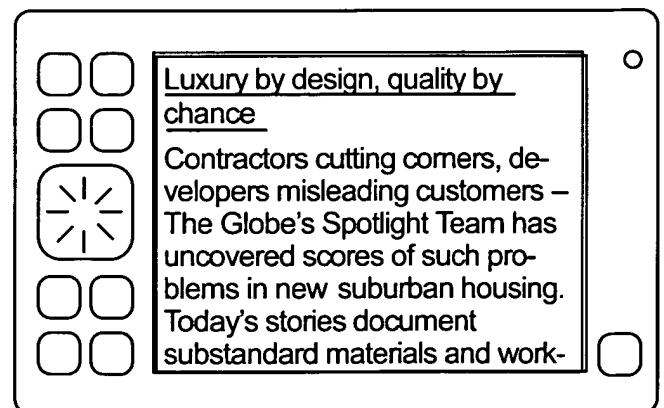 Luxury by design, quality by
chance
Contractors cutting corners, de-
velopers misleading customers –
The Globe's Spotlight Team has
uncovered scores of such pro-
blems in new suburban housing.
Today's stories document
substandard materials and work-